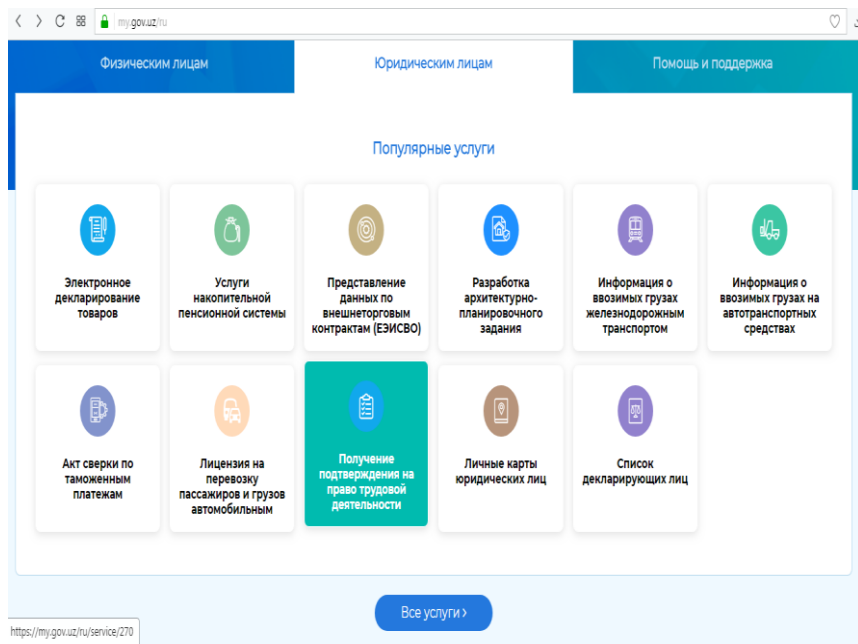 my.gov.uz/ru
Физическим лицам
Юридическим лицам
Помощь и поддержка
Популярные услуги
Электронное
декларирование
товаров
Услуги
накопительной
пенсионной системы
Представление
данных по
внешнеторговым
контрактам (ЕЭИСВО)
Разработка
архитектурно-
планировочного
задания
Информация о
ввозимых грузах
железнодорожным
транспортом
Информация о
ввозимых грузах на
автотранспортных
средствах
Акт сверки по
таможенным
платежам
Лицензия на
перевозку
пассажиров и грузов
автомобильным
Получение
подтверждения на
право трудовой
деятельности
Личные карты
юридических лиц
Список
декларирующих лиц
Все услуги ›
https://my.gov.uz/ru/service/270